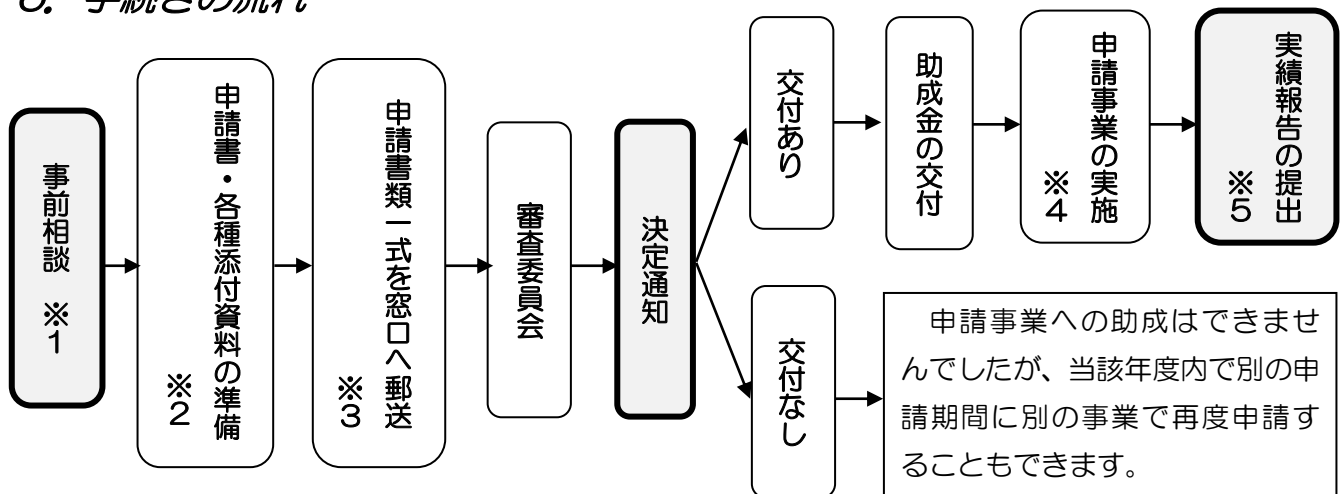 手続きの流れ
事前相談 ※1
申請書・各種添付資料の準備
※2
申請書類一式を窓口へ郵送
※3
審査委員会
決定通知
交付あり
助成金の交付
申請事業の実施
※4
実績報告の提出
※5
交付なし
申請事業への助成はできませ
んでしたが、当該年度内で別の申
請期間に別の事業で再度申請す
ることもできます。